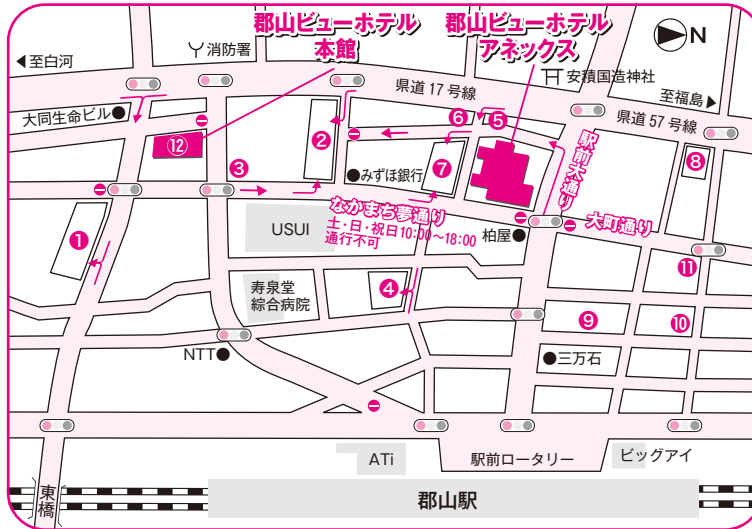 郡山ビューホテル
本館
郡山ビューホテル
アネックス
N
至白河
消防署
県道17号線
安積国造神社
至福島
県道57号線
大同生命ビル
⑫
❷
❻
❺
❸
❼
❽
みずほ銀行
駅前大通り
なかまち夢通り
土・日・祝日10:00〜18:00
通行不可
大町通り
❶
USUI
柏屋
⓫
寿泉堂
綜合病院
❹
❾
❿
NTT
三万石
ATi
駅前ロータリー
ビッグアイ
東橋
郡山駅